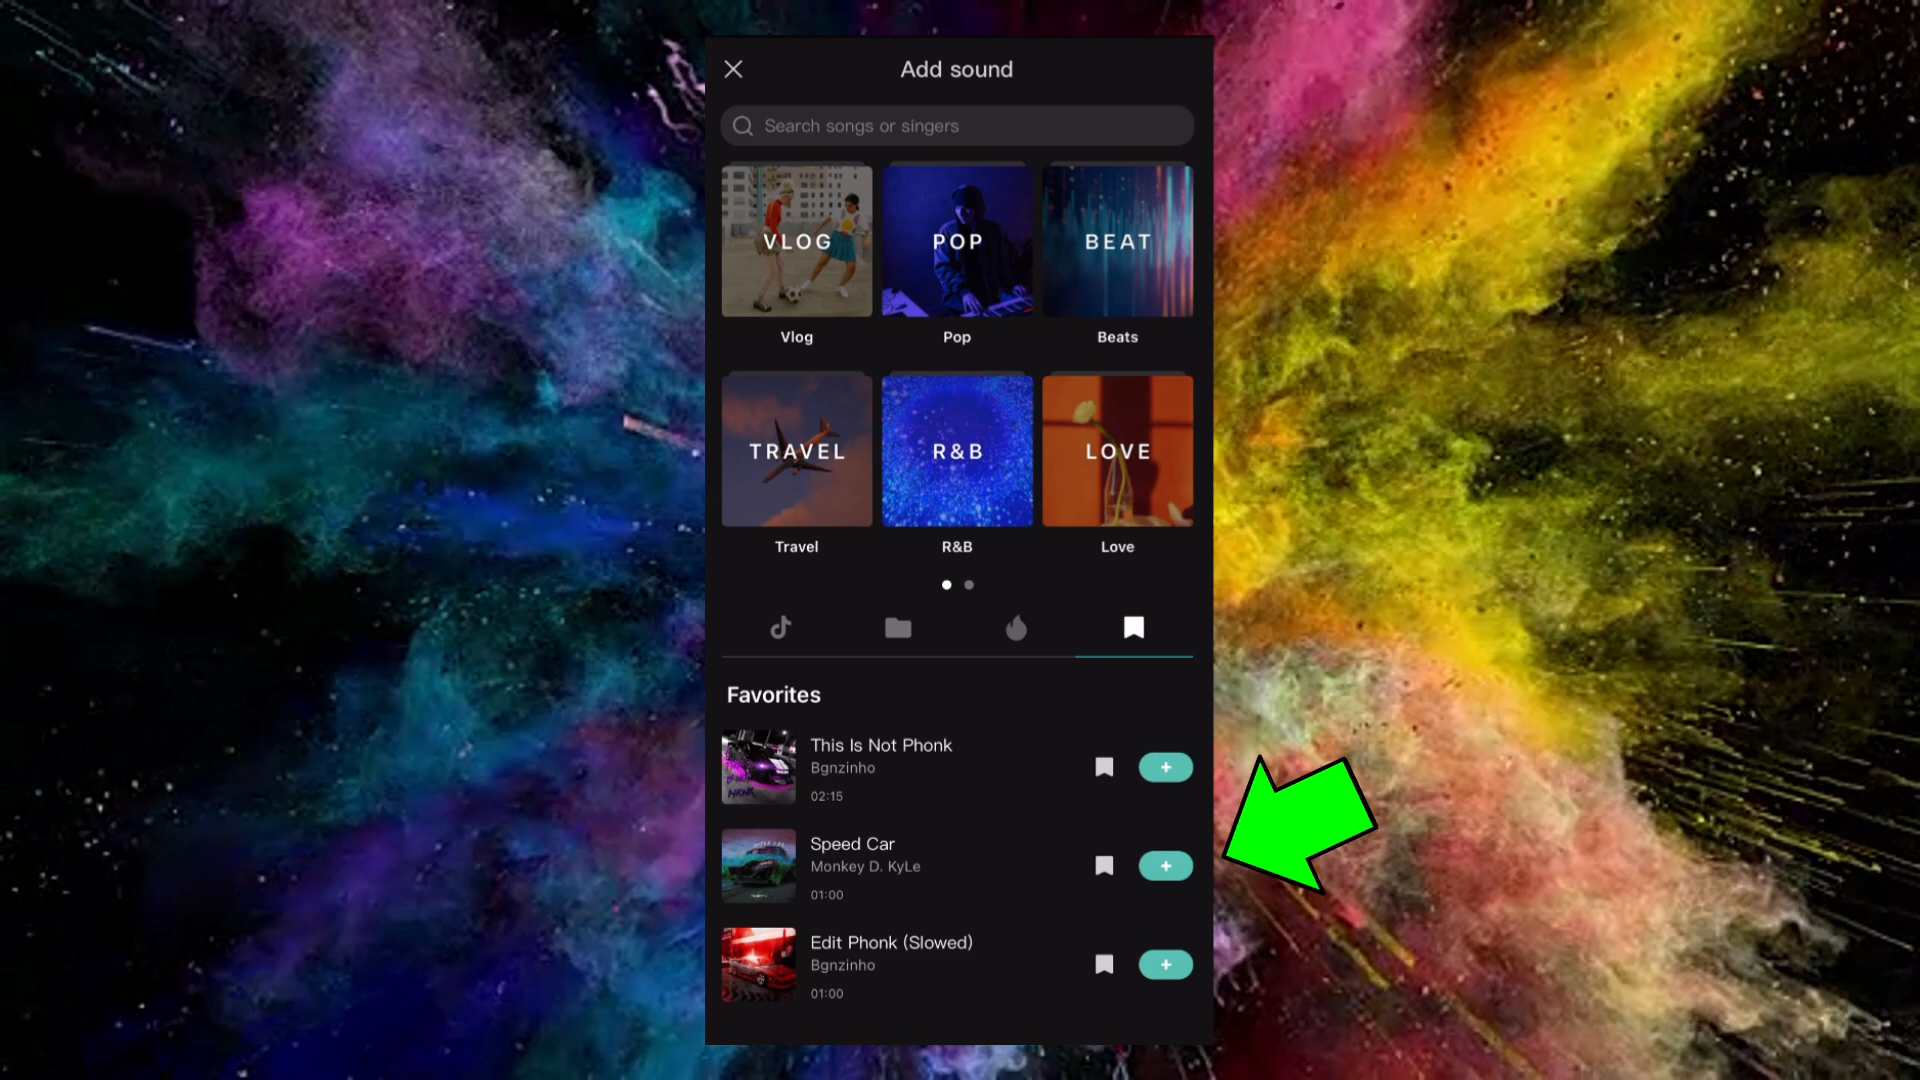 Add sound
Search songs or singers
VLOG
POP
BEAT
Vlog
Pop
Beats
TRAVEL
R&B
LOVE
Travel
R&B
Love
Favorites
This Is Not Phonk
Bgnzinho
02:15
Speed Car
Monkey D. KyLe
01:00
Edit Phonk (Slowed)
Bgnzinho
01:00